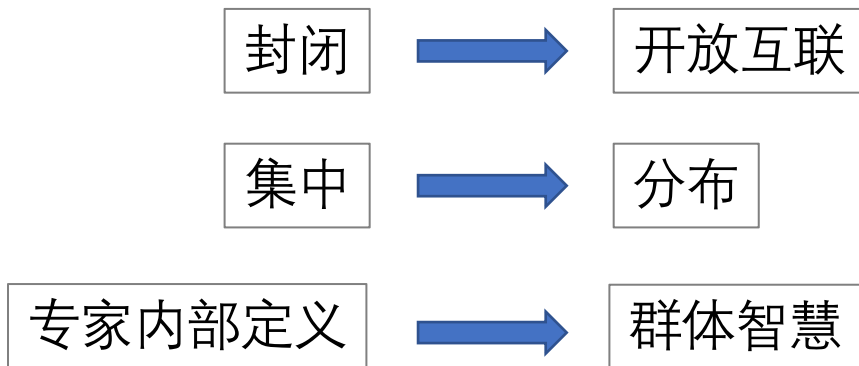 封闭
开放互联
集中
分布
专家内部定义
群体智慧